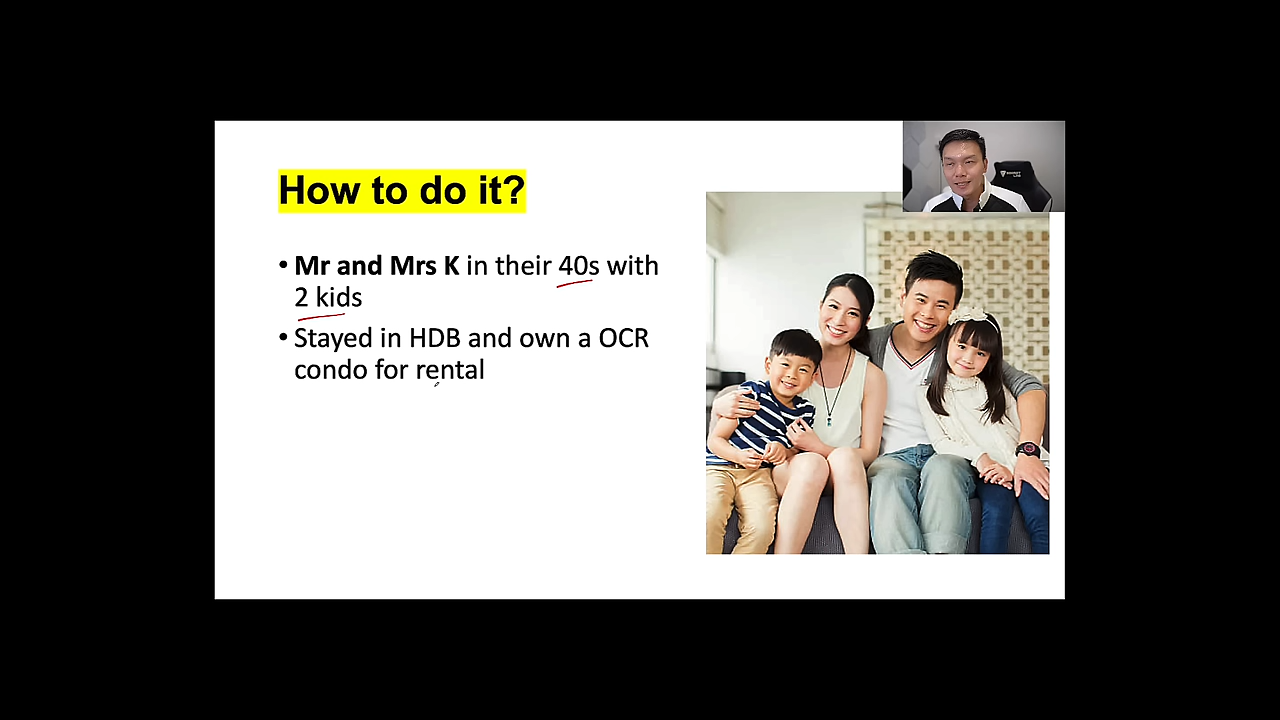 How to do it?
• Mr and Mrs K in their 40s with
2 kids
• Stayed in HDB and own a OCR
condo for rental